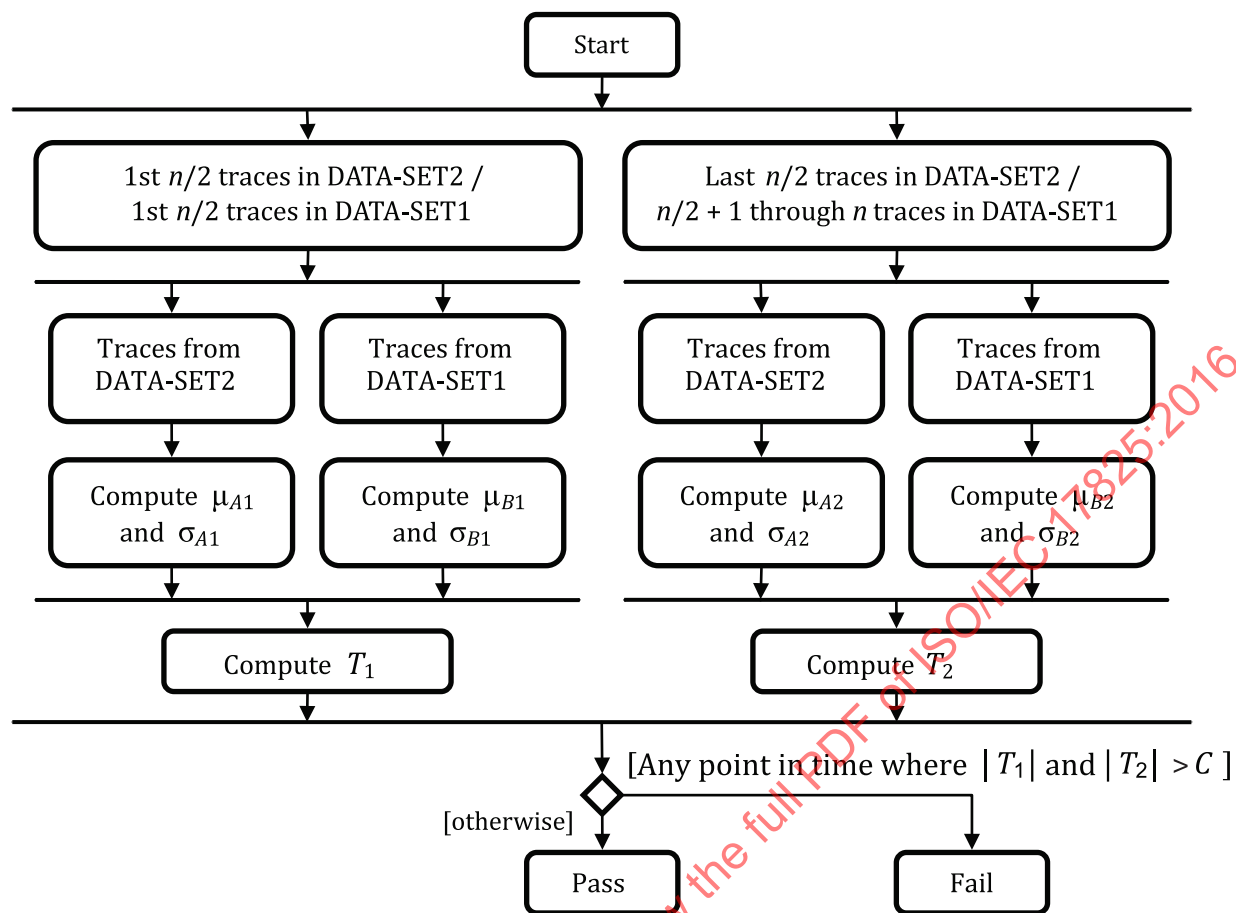 Start
1st n/2 traces in DATA-SET2 /
1st n/2 traces in DATA-SET1
Last n/2 traces in DATA-SET2 /
n/2 + 1 through n traces in DATA-SET1
Traces from
DATA-SET2
Traces from
DATA-SET1
Traces from
DATA-SET2
Traces from
DATA-SET1
Compute μA1
and σA1
Compute μB1
and σB1
Compute μA2
and σA2
Compute μB2
and σB2
Compute T1
Compute T2
[Any point in time where |T1| and |T2| > C ]
[otherwise]
Pass
Fail
the full PDF of ISO/IEC 17825:2016